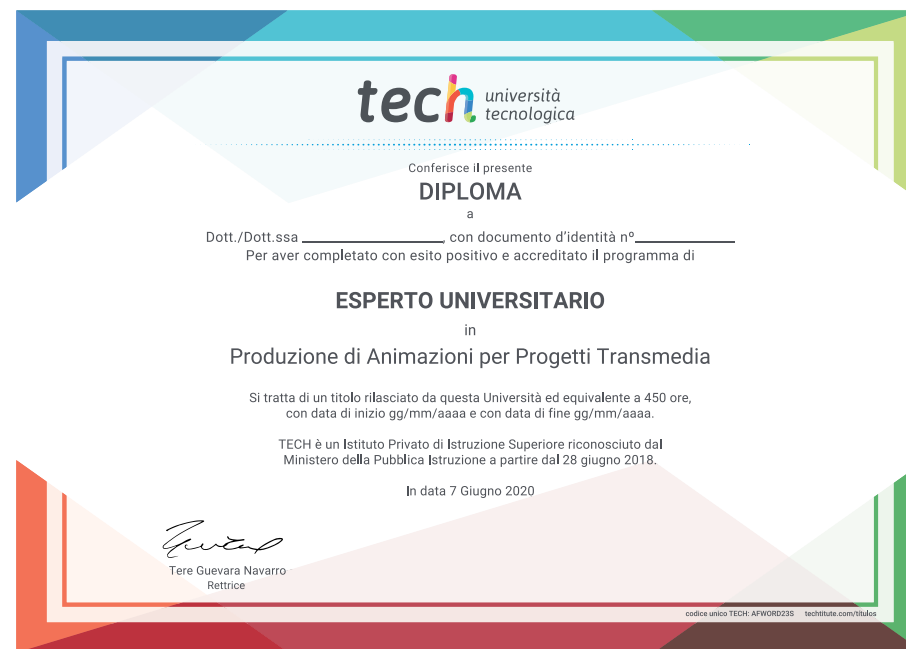 tech università
tecnologica
Conferisce il presente
DIPLOMA
a
Dott./Dott.ssa ____________________, con documento d'identità nº______________
Per aver completato con esito positivo e accreditato il programma di
ESPERTO UNIVERSITARIO
in
Produzione di Animazioni per Progetti Transmedia
Si tratta di un titolo rilasciato da questa Università ed equivalente a 450 ore,
con data di inizio gg/mm/aaaa e con data di fine gg/mm/aaaa.
TECH è un Istituto Privato di Istruzione Superiore riconosciuto dal
Ministero della Pubblica Istruzione a partire dal 28 giugno 2018.
In data 7 Giugno 2020
Tere Guevara Navarro
Rettrice
codice unico TECH: AFWORD23S techtitute.com/titulos